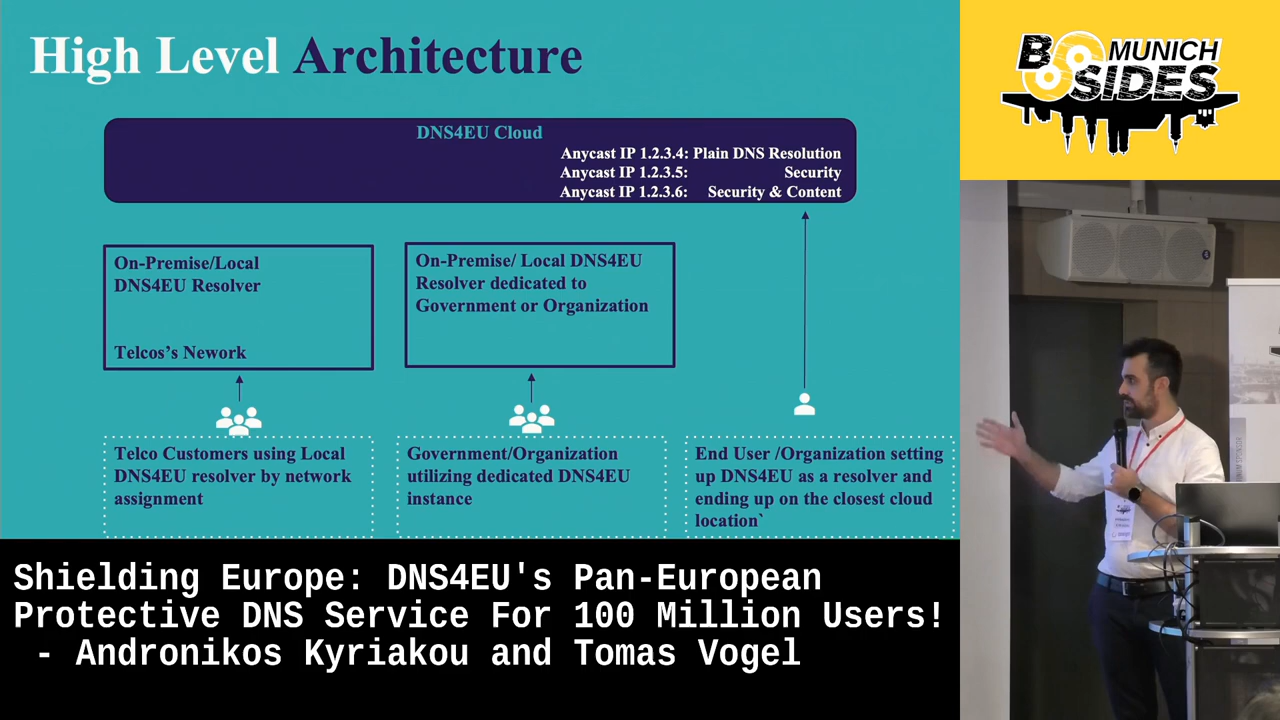 High Level Architecture
DNS4EU Cloud
Anycast IP 1.2.3.4: Plain DNS Resolution
Anycast IP 1.2.3.5: Security
Anycast IP 1.2.3.6: Security & Content
On-Premise/Local
DNS4EU Resolver
Telcos's Nework
On-Premise/ Local DNS4EU
Resolver dedicated to
Government or Organization
Telco Customers using Local
DNS4EU resolver by network
assignment
Government/Organization
utilizing dedicated DNS4EU
instance
End User /Organization setting
up DNS4EU as a resolver and
ending up on the closest cloud
location`
BSIDES
MUNICH
Shielding Europe: DNS4EU's Pan-European
Protective DNS Service For 100 Million Users!
- Andronikos Kyriakou and Tomas Vogel